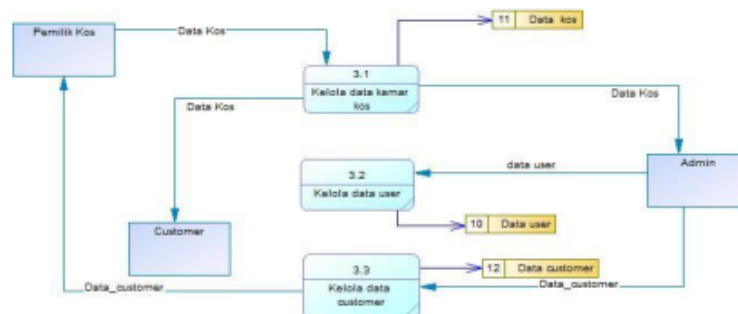 11 Data kos
Pemilik Kos
Data Kos
3.1
Kelola data kamar
kos
Data Kos
Data Kos
data user
Admin
3.2
Kelola data user
Customer
10 Data user
3.3
12 Data customer
Kelola data
customer
Data_customer
Data_customer